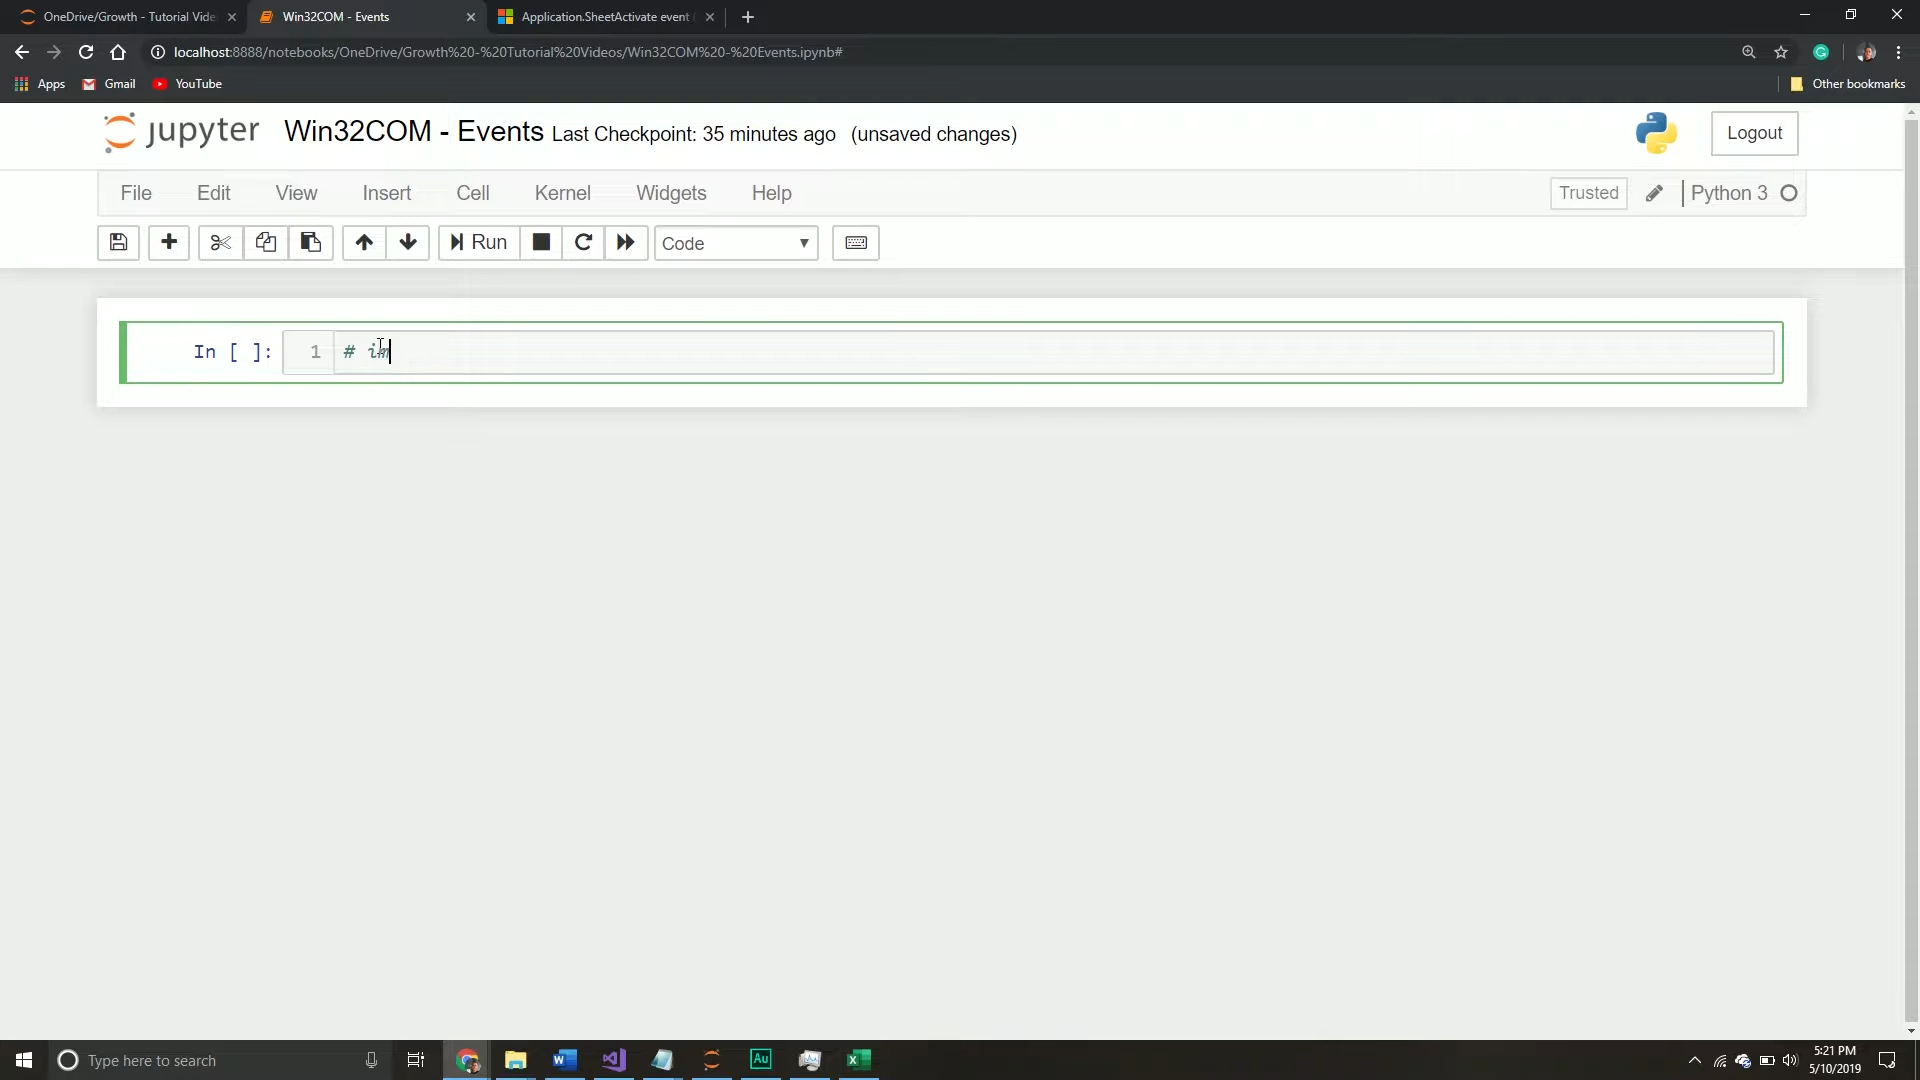 OneDrive/Growth - Tutorial Vide
Win32COM - Events
Application.SheetActivate event (
localhost:8888/notebooks/OneDrive/Growth%20-%20Tutorial%20Videos/Win32COM%20-%20Events.ipynb#
Apps
Gmail
YouTube
Other bookmarks
jupyter
Win32COM - Events Last Checkpoint: 35 minutes ago (unsaved changes)
Logout
File
Edit
View
Insert
Cell
Kernel
Widgets
Help
Trusted
Python 3
Run
Code
In [ ]:
1
# im
Type here to search
5:21 PM
5/10/2019